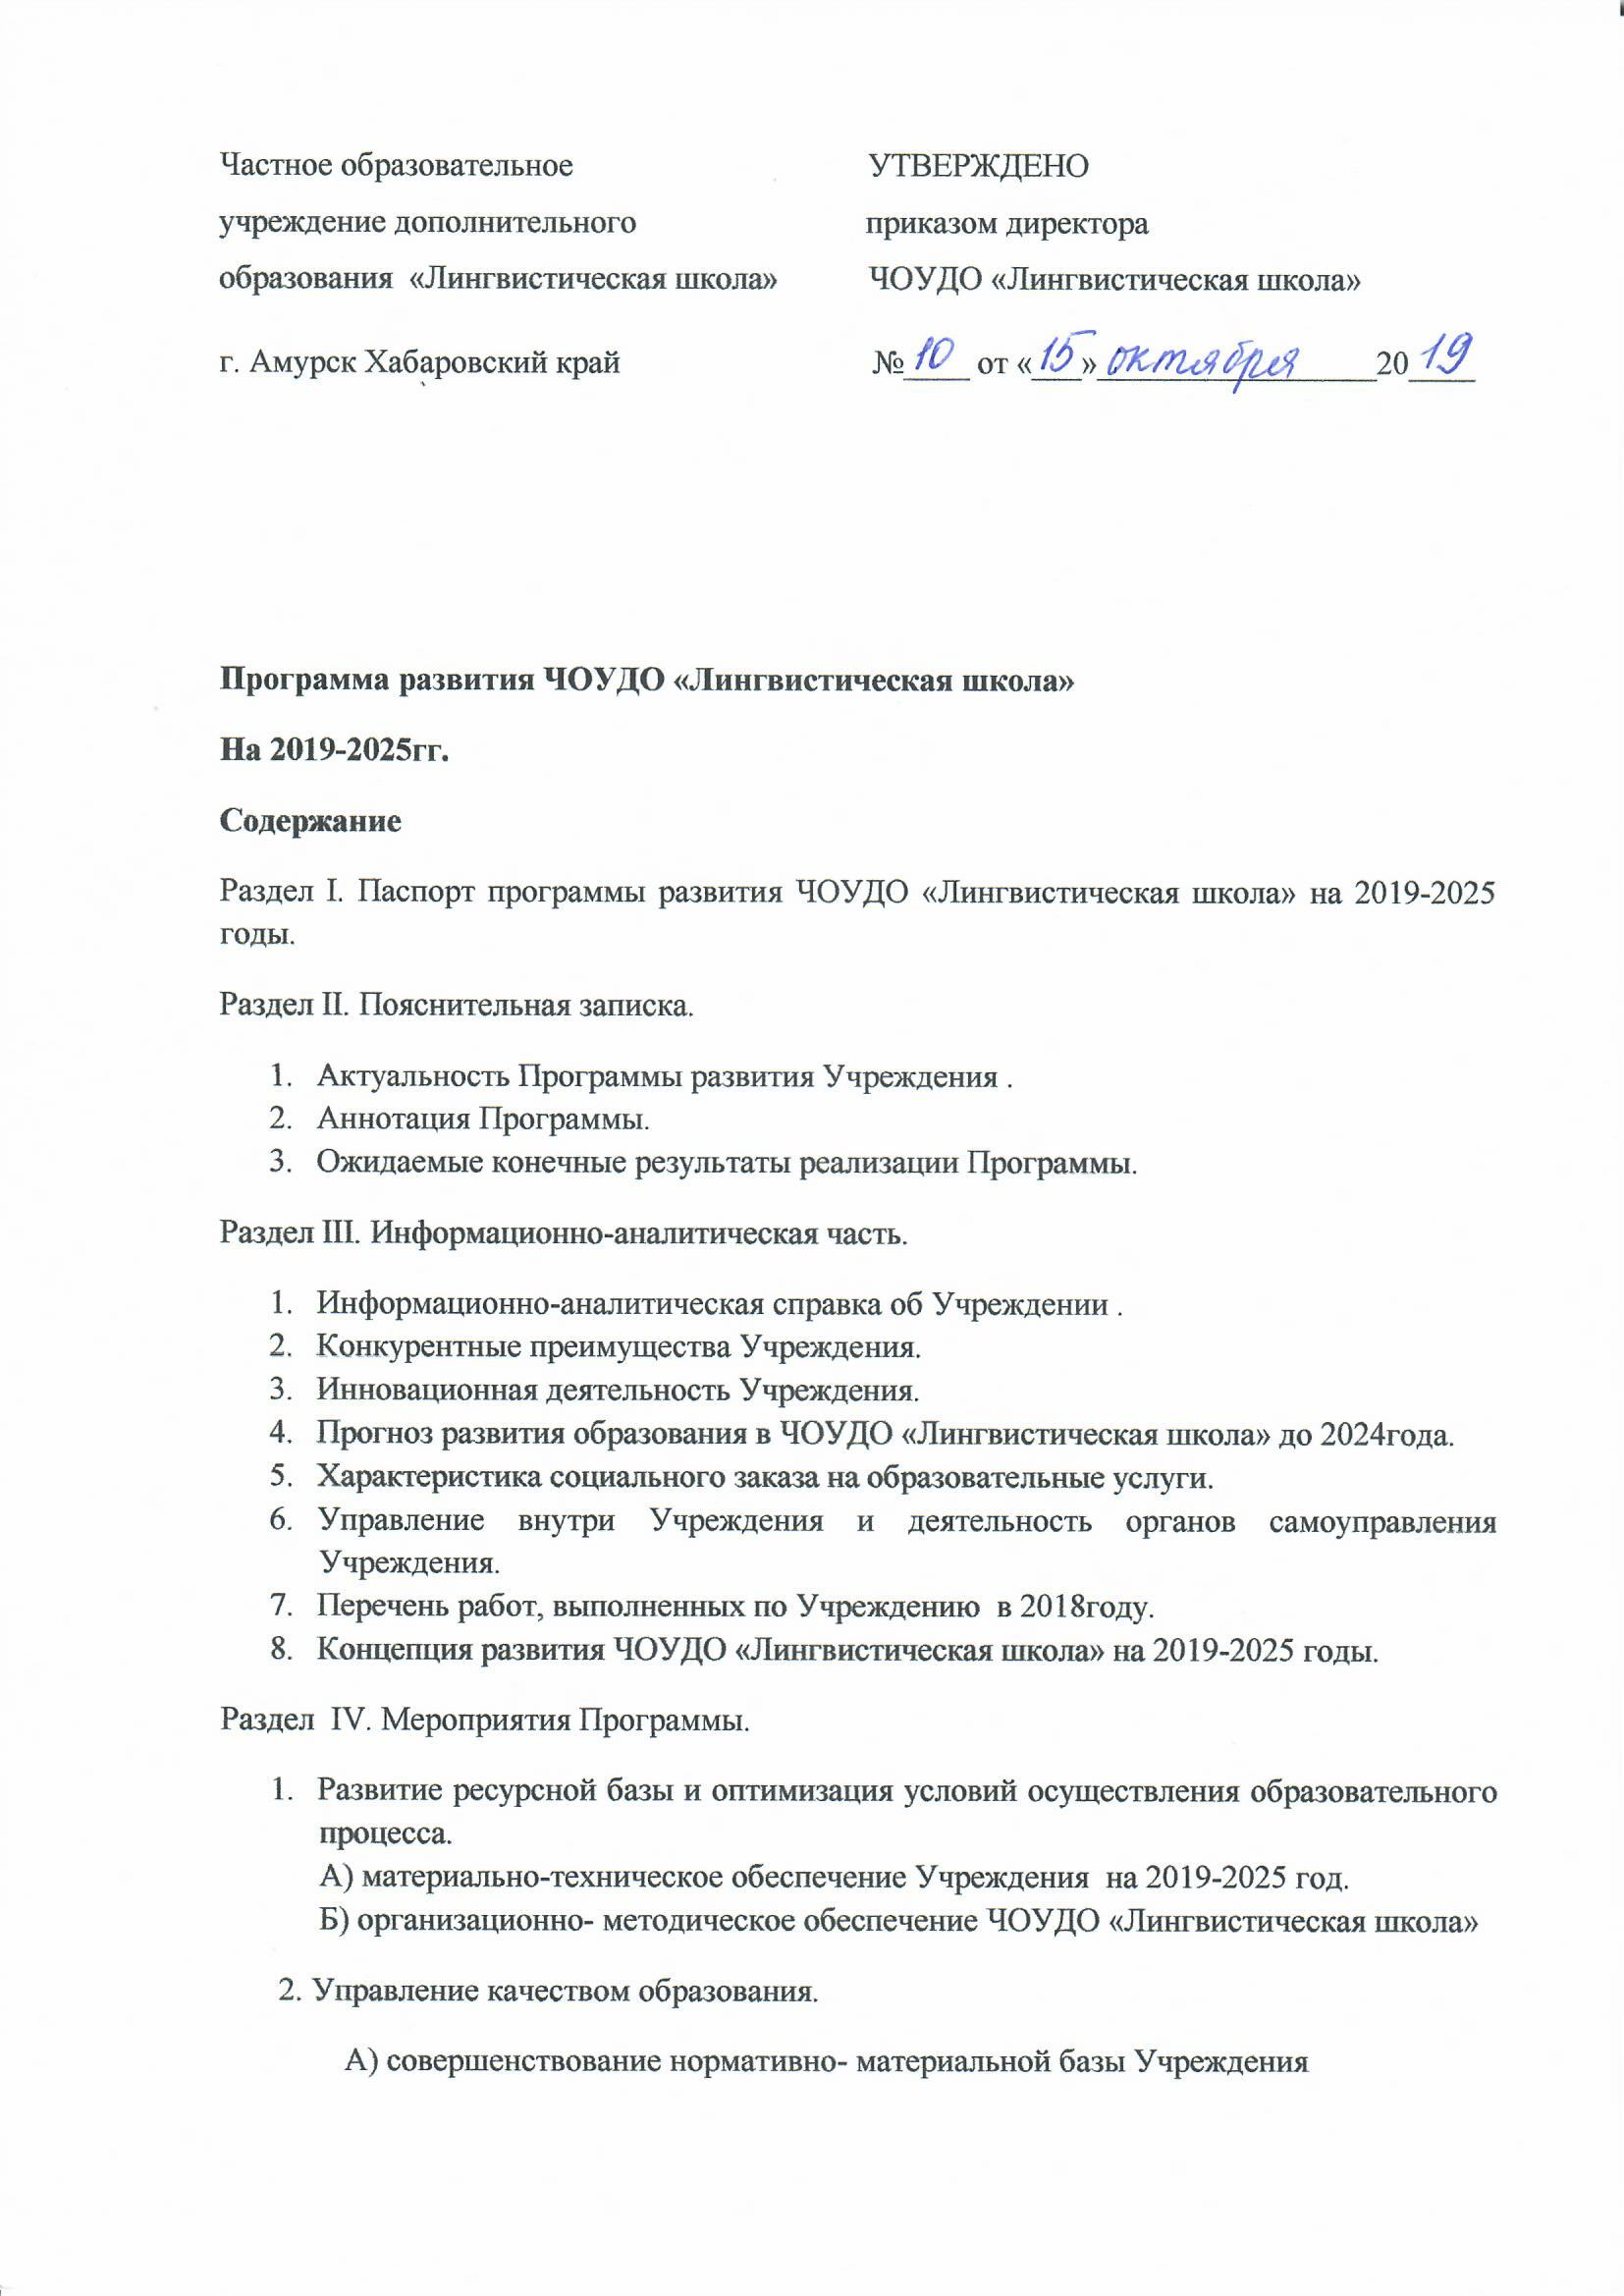 Частное образовательное
учреждение дополнительного
образования «Лингвистическая школа»
г. Амурск Хабаровский край
УТВЕРЖДЕНО
приказом директора
ЧОУДО «Лингвистическая школа»
№ 10 от «15» октября 2019
Программа развития ЧОУДО «Лингвистическая школа»
На 2019-2025гг.
Содержание
Раздел I. Паспорт программы развития ЧОУДО «Лингвистическая школа» на 2019-2025
годы.
Раздел II. Пояснительная записка.
1. Актуальность Программы развития Учреждения .
2. Аннотация Программы.
3. Ожидаемые конечные результаты реализации Программы.
Раздел III. Информационно-аналитическая часть.
1. Информационно-аналитическая справка об Учреждении .
2. Конкурентные преимущества Учреждения.
3. Инновационная деятельность Учреждения.
4. Прогноз развития образования в ЧОУДО «Лингвистическая школа» до 2024года.
5. Характеристика социального заказа на образовательные услуги.
6. Управление внутри Учреждения и деятельность органов самоуправления
Учреждения.
7. Перечень работ, выполненных по Учреждению в 2018году.
8. Концепция развития ЧОУДО «Лингвистическая школа» на 2019-2025 годы.
Раздел IV. Мероприятия Программы.
1. Развитие ресурсной базы и оптимизация условий осуществления образовательного
процесса.
А) материально-техническое обеспечение Учреждения на 2019-2025 год.
Б) организационно- методическое обеспечение ЧОУДО «Лингвистическая школа»
2. Управление качеством образования.
А) совершенствование нормативно- материальной базы Учреждения